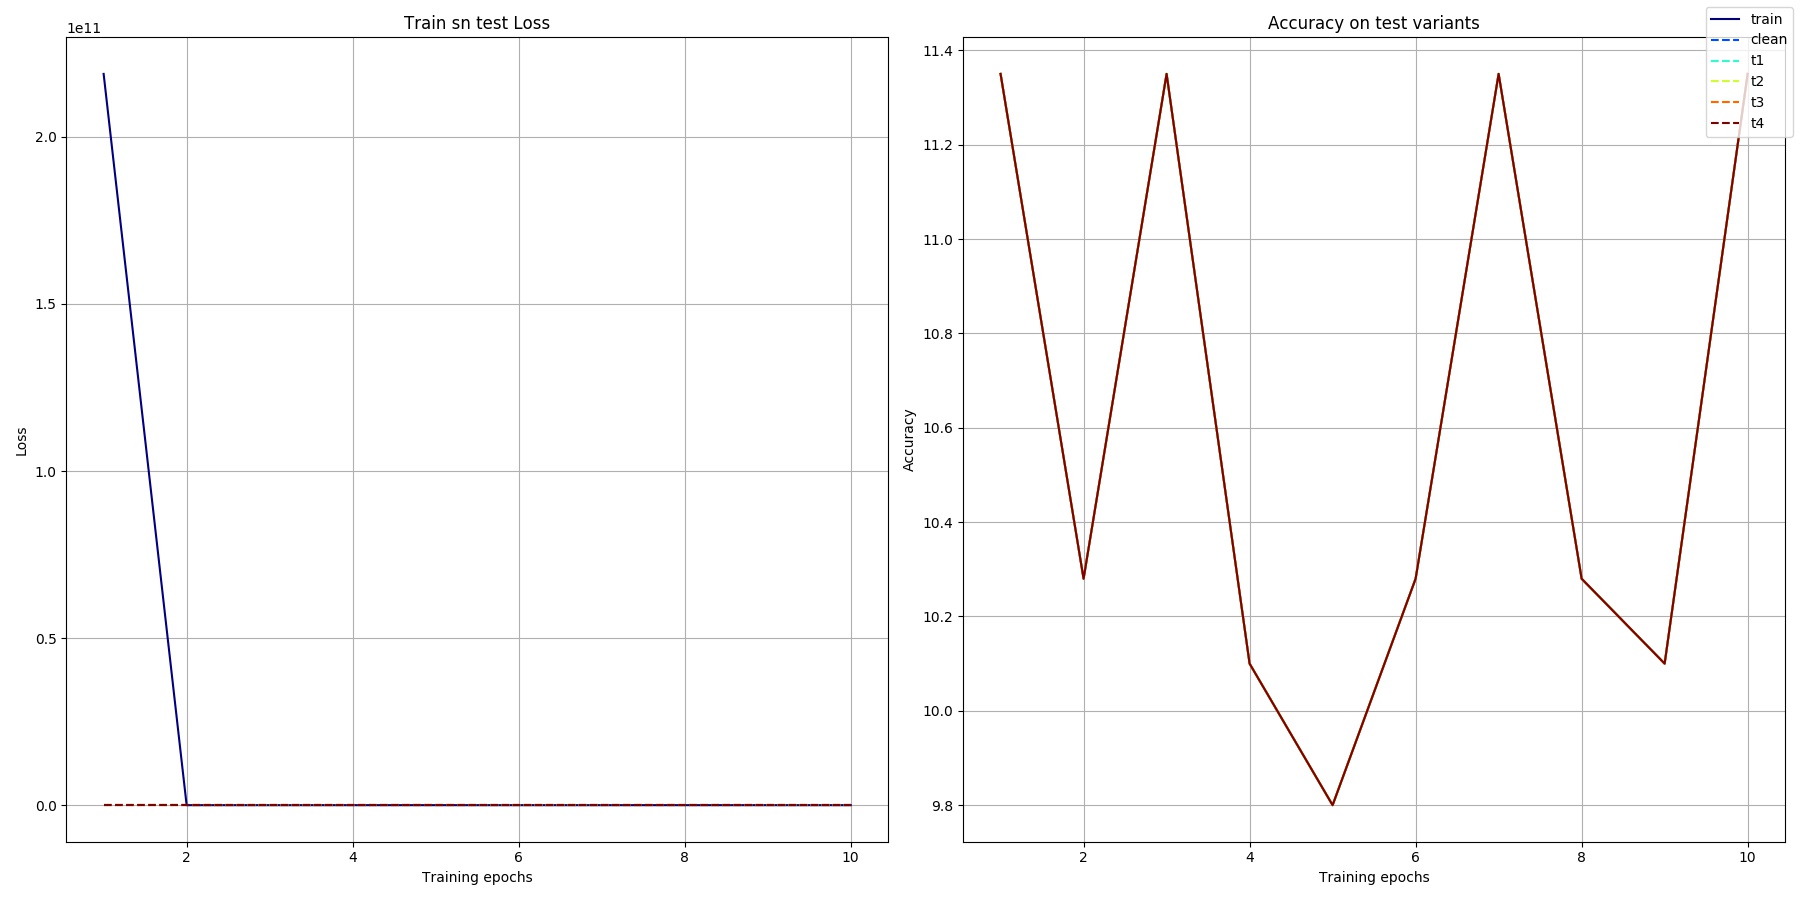 Train sn test Loss
1e11
2.0
1.5
1.0
0.5
0.0
Loss
2 4 6 8 10
Training epochs
Accuracy on test variants
11.4
11.2
11.0
10.8
10.6
10.4
10.2
10.0
9.8
Accuracy
2 4 6 8 10
Training epochs
train
clean
t1
t2
t3
t4